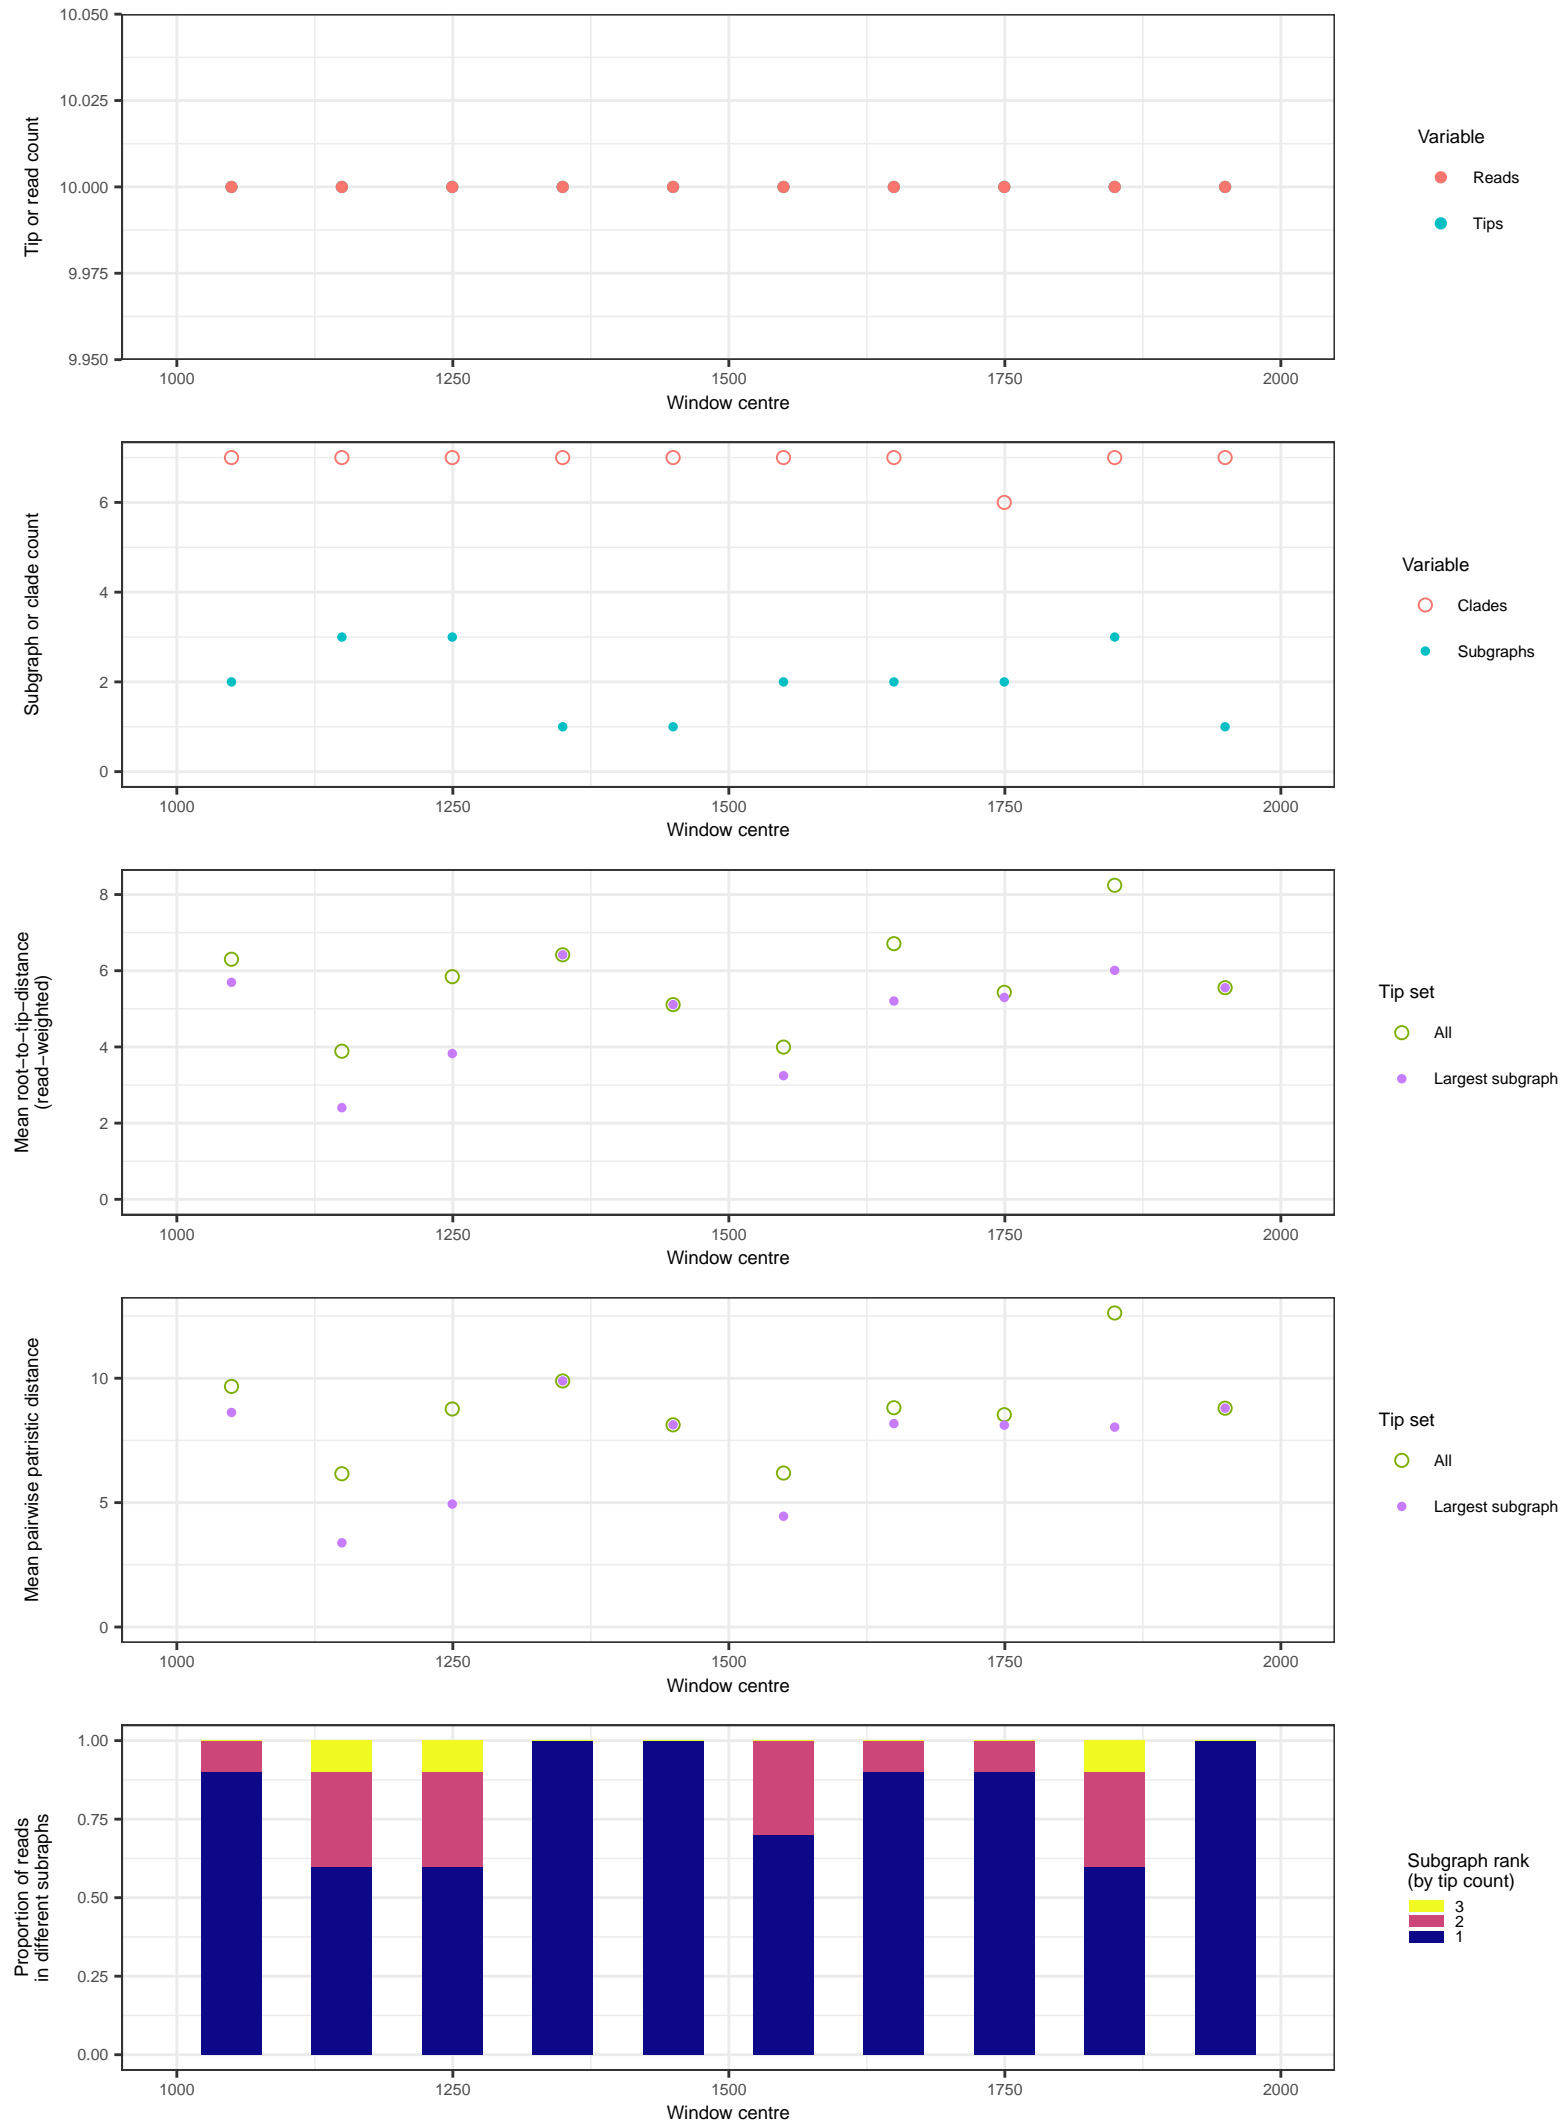 10.050
10.025
10.000
9.975
9.950
Tip or read count
1000 1250 1500 1750 2000
Window centre
Variable
Reads
Tips
6
4
2
0
Subgraph or clade count
1000 1250 1500 1750 2000
Window centre
Variable
Clades
Subgraphs
8
6
4
2
0
Mean root−to−tip−distance
(read−weighted)
1000 1250 1500 1750 2000
Window centre
Tip set
All
Largest subgraph
10
5
0
Mean pairwise patristic distance
1000 1250 1500 1750 2000
Window centre
Tip set
All
Largest subgraph
1.00
0.75
0.50
0.25
0.00
Proportion of reads
in different subraphs
1000 1250 1500 1750 2000
Window centre
Subgraph rank
(by tip count)
3
2
1